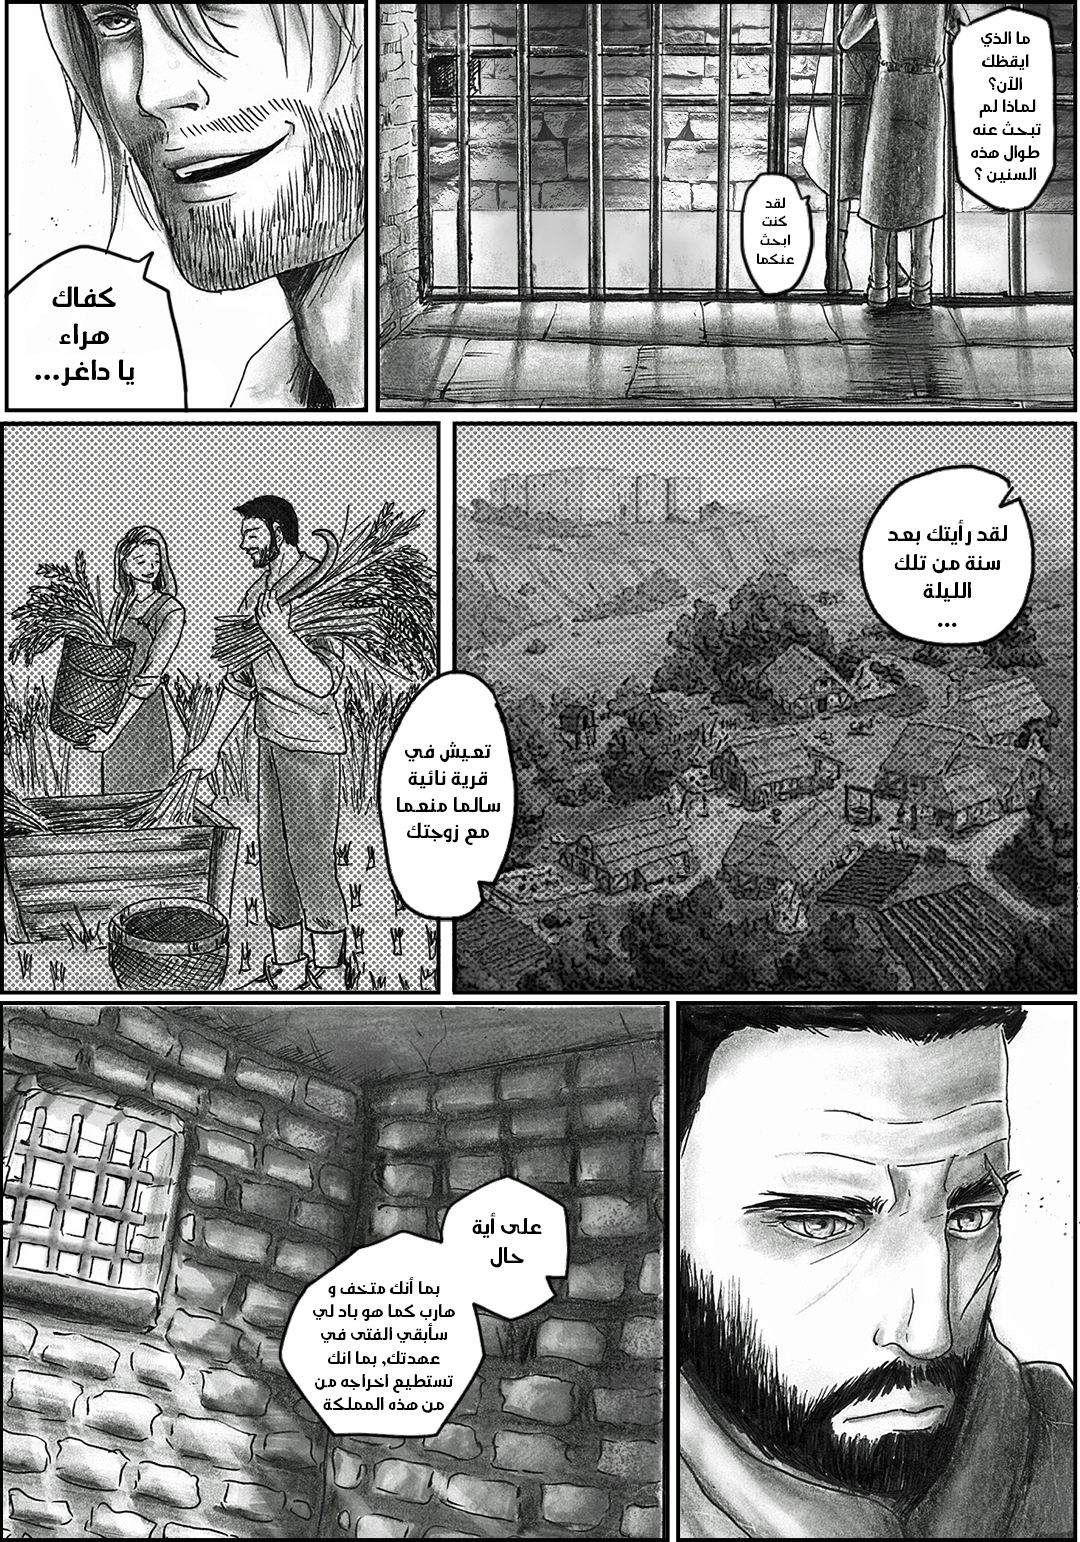 ما الذي
ايقظك
الآن؟
لماذا لم
تبحث عنه
طوال هذه
السنين ؟
لقد
كنت
ابحث
عنكما
كفاك
هراء
يا داغر...
لقد رأيتك بعد
سنة من تلك
الليلة
...
تعيش في
قرية نائية
سالما منعما
مع زوجتك
على أية
حال
بما أنك متخف و
هارب كما هو باد لي
سأبقي الفتى في
عهدتك, بما انك
تستطيع اخراجه من
من هذه المملكة